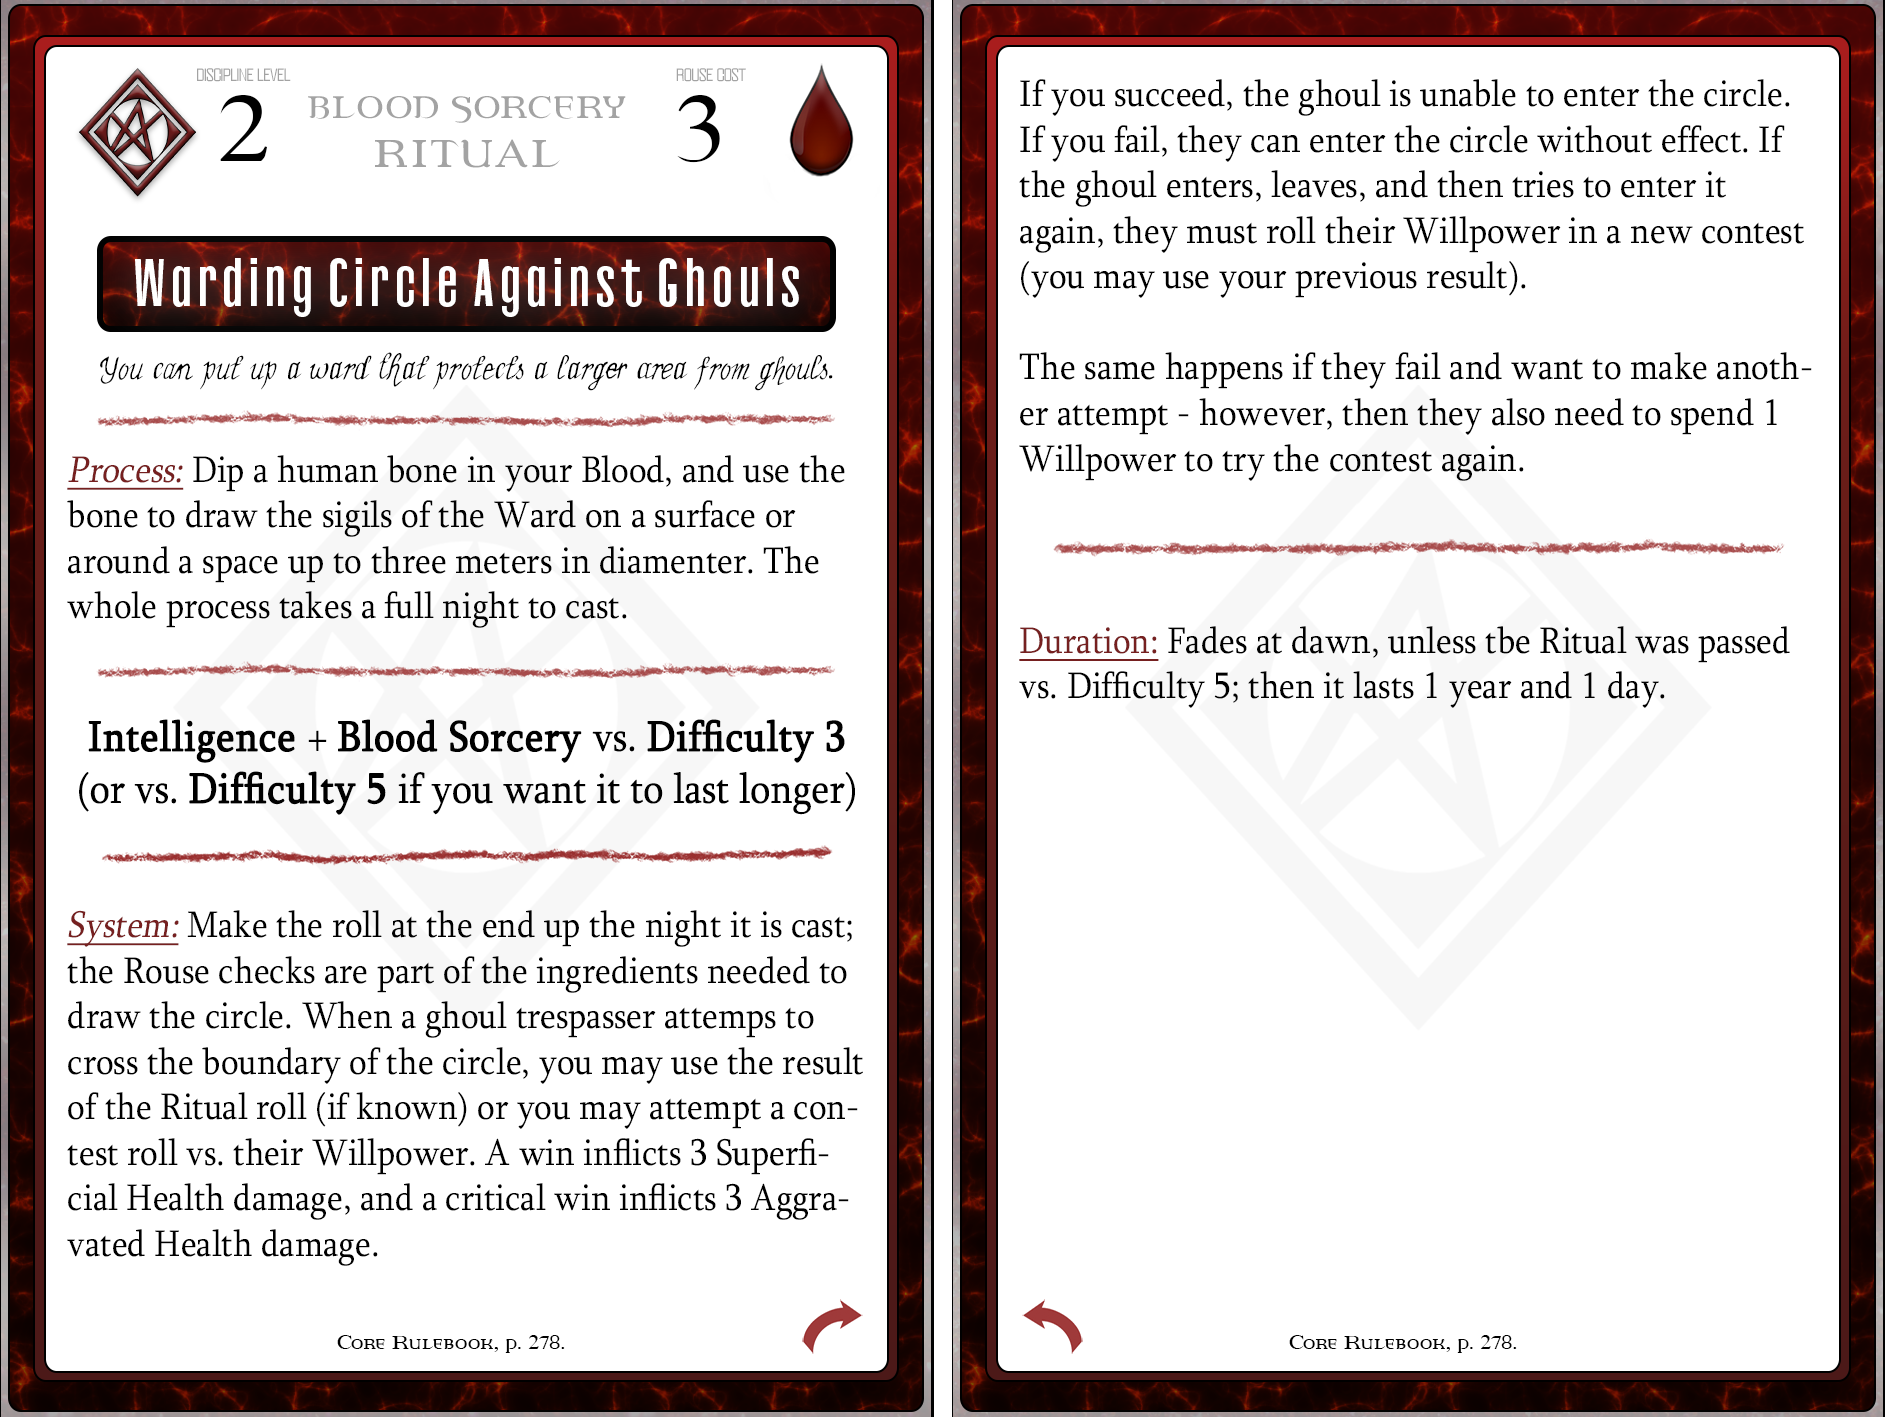 DISCIPLINE LEVEL
2
BLOOD SORCERY
RITUAL
ROUSE COST
3
Warding Circle Against Ghouls
You can put up a ward that protects a larger area from ghouls.
Process: Dip a human bone in your Blood, and use the
bone to draw the sigils of the Ward on a surface or
around a space up to three meters in diamenter. The
whole process takes a full night to cast.
Intelligence + Blood Sorcery vs. Difficulty 3
(or vs. Difficulty 5 if you want it to last longer)
System: Make the roll at the end up the night it is cast;
the Rouse checks are part of the ingredients needed to
draw the circle. When a ghoul trespasser attemps to
cross the boundary of the circle, you may use the result
of the Ritual roll (if known) or you may attempt a con-
test roll vs. their Willpower. A win inflicts 3 Superfi-
cial Health damage, and a critical win inflicts 3 Aggra-
vated Health damage.
Core Rulebook, p. 278.
If you succeed, the ghoul is unable to enter the circle.
If you fail, they can enter the circle without effect. If
the ghoul enters, leaves, and then tries to enter it
again, they must roll their Willpower in a new contest
(you may use your previous result).
The same happens if they fail and want to make anoth-
er attempt - however, then they also need to spend 1
Willpower to try the contest again.
Duration: Fades at dawn, unless tbe Ritual was passed
vs. Difficulty 5; then it lasts 1 year and 1 day.
Core Rulebook, p. 278.